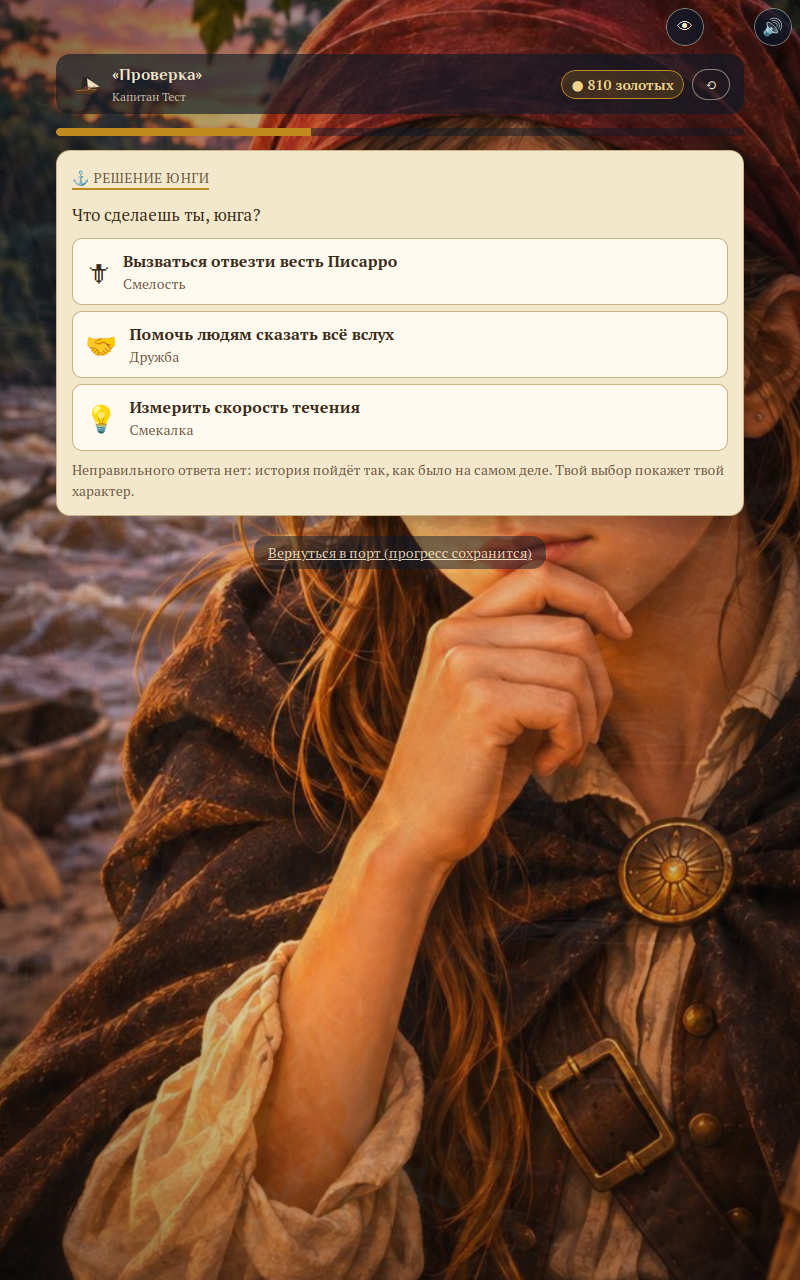 «Проверка»
Капитан Тест
810 золотых
РЕШЕНИЕ ЮНГИ
Что сделаешь ты, юнга?
Вызваться отвезти весть Писарро
Смелость
Помочь людям сказать всё вслух
Дружба
Измерить скорость течения
Смекалка
Неправильного ответа нет: история пойдёт так, как было на самом деле. Твой выбор покажет твой
характер.
Вернуться в порт (прогресс сохранится)